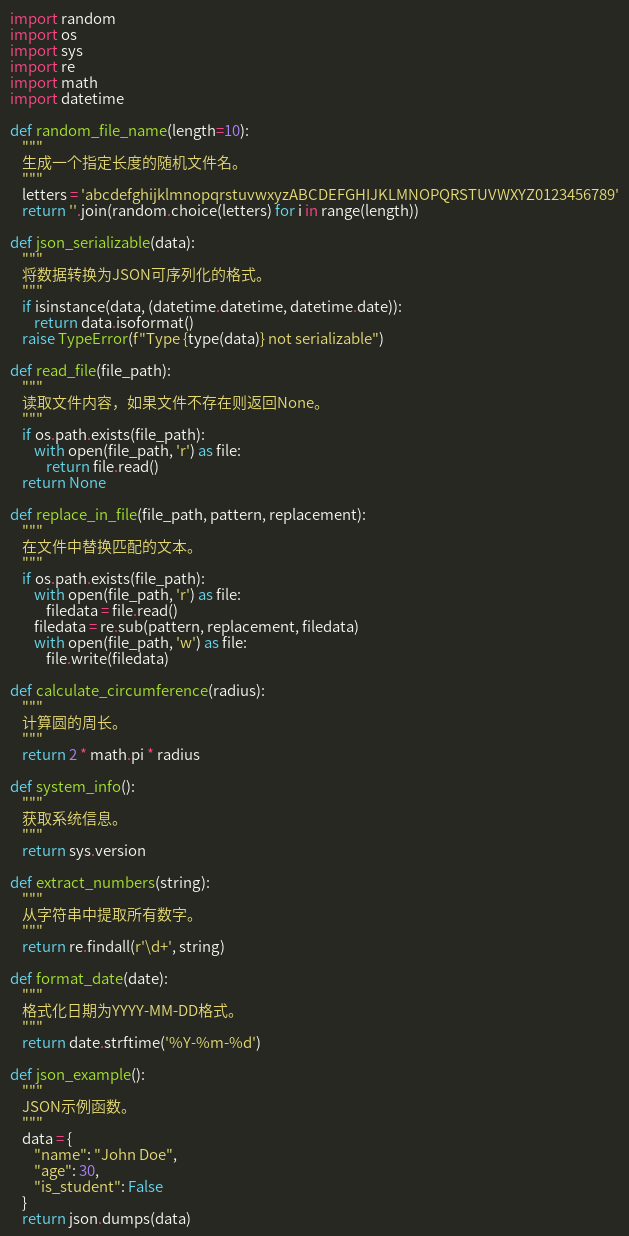 import random
import os
import sys
import re
import math
import datetime

def random_file_name(length=10):
    """
    生成一个指定长度的随机文件名。
    """
    letters = 'abcdefghijklmnopqrstuvwxyzABCDEFGHIJKLMNOPQRSTUVWXYZ0123456789'
    return ''.join(random.choice(letters) for i in range(length))

def json_serializable(data):
    """
    将数据转换为JSON可序列化的格式。
    """
    if isinstance(data, (datetime.datetime, datetime.date)):
        return data.isoformat()
    raise TypeError(f"Type {type(data)} not serializable")

def read_file(file_path):
    """
    读取文件内容，如果文件不存在则返回None。
    """
    if os.path.exists(file_path):
        with open(file_path, 'r') as file:
            return file.read()
    return None

def replace_in_file(file_path, pattern, replacement):
    """
    在文件中替换匹配的文本。
    """
    if os.path.exists(file_path):
        with open(file_path, 'r') as file:
            filedata = file.read()
        filedata = re.sub(pattern, replacement, filedata)
        with open(file_path, 'w') as file:
            file.write(filedata)

def calculate_circumference(radius):
    """
    计算圆的周长。
    """
    return 2 * math.pi * radius

def system_info():
    """
    获取系统信息。
    """
    return sys.version

def extract_numbers(string):
    """
    从字符串中提取所有数字。
    """
    return re.findall(r'\d+', string)

def format_date(date):
    """
    格式化日期为YYYY-MM-DD格式。
    """
    return date.strftime('%Y-%m-%d')

def json_example():
    """
    JSON示例函数。
    """
    data = {
        "name": "John Doe",
        "age": 30,
        "is_student": False
    }
    return json.dumps(data)